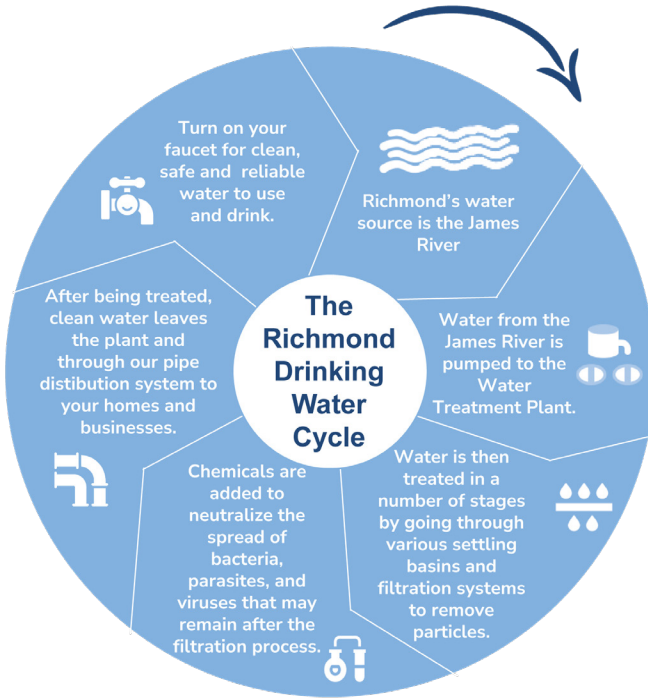 The
Richmond
Drinking
Water
Cycle
Richmond's water
source is the James
River
Water from the
James River is
pumped to the
Water
Treatment Plant.
Water is then
treated in a
number of stages
by going through
various settling
basins and
filtration systems
to remove
particles.
Chemicals are
added to
neutralize the
spread of
bacteria,
parasites, and
viruses that may
remain after the
filtration process.
After being treated,
clean water leaves
the plant and
through our pipe
distibution system to
your homes and
businesses.
Turn on your
faucet for clean,
safe and reliable
water to use
and drink.